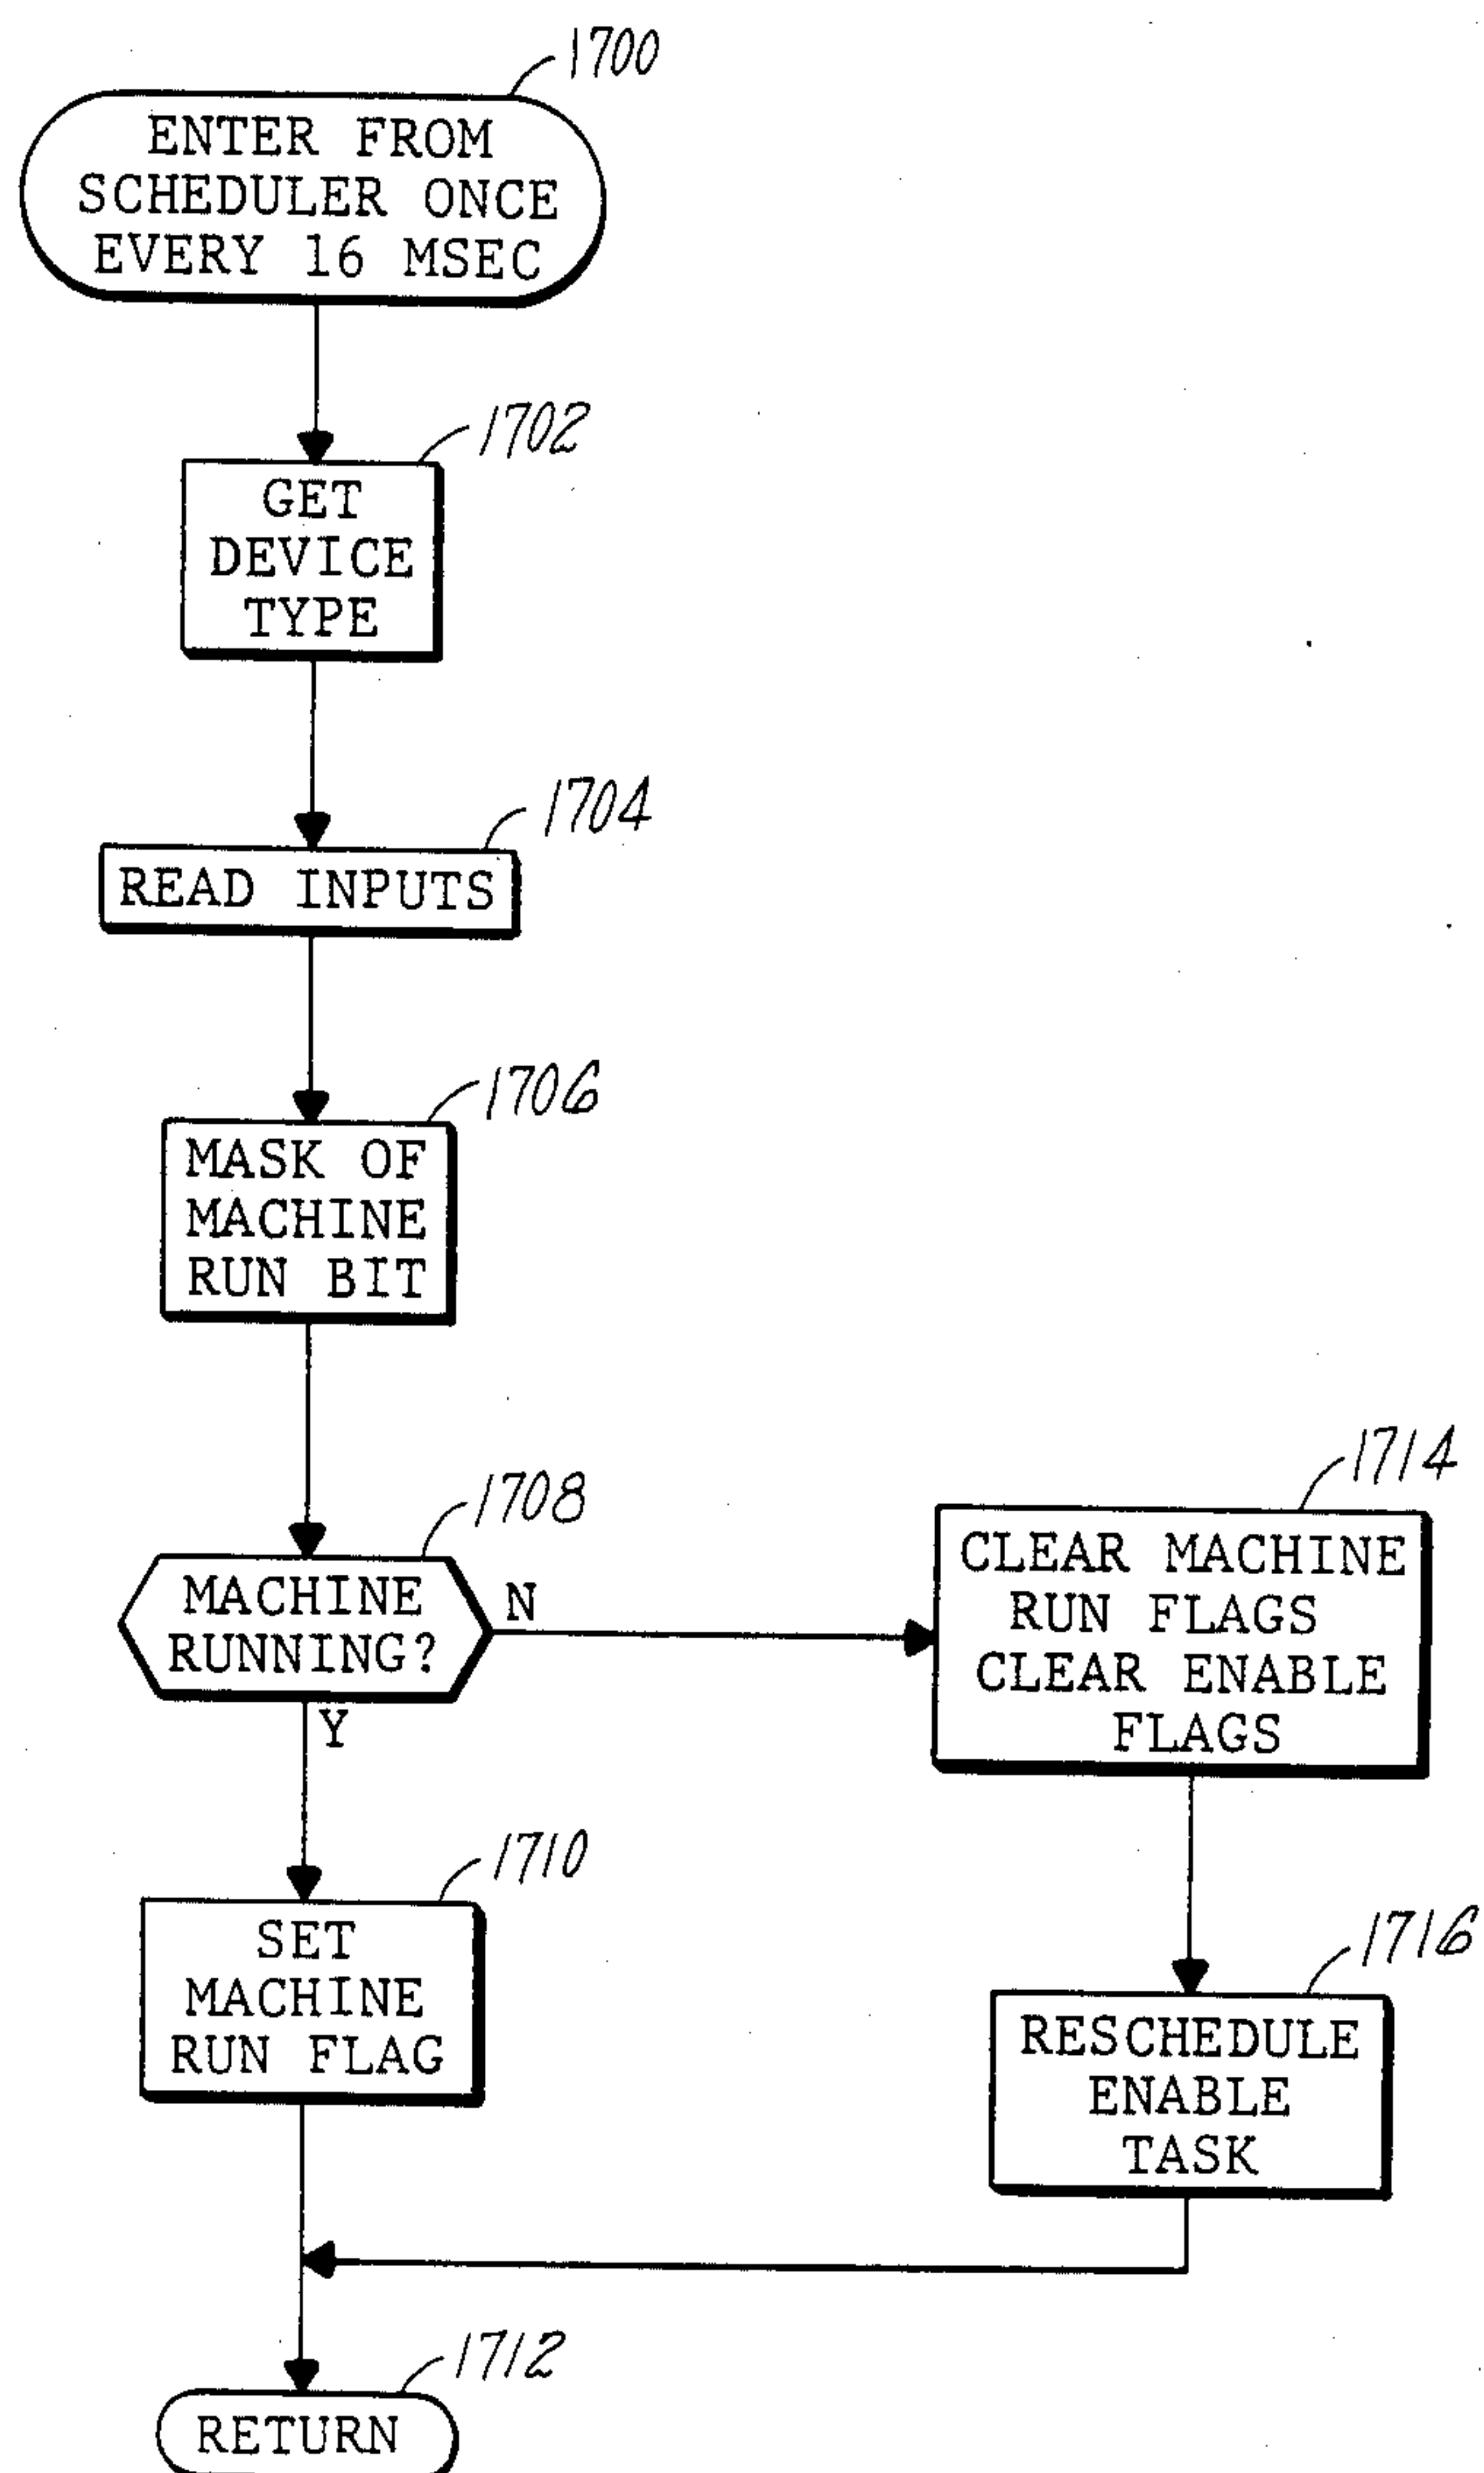 1700
ENTER FROM
SCHEDULER ONCE
EVERY 16 MSEC
1702
GET
DEVICE
TYPE
1704
READ INPUTS
1706
MASK OF
MACHINE
RUN BIT
1708
MACHINE
RUNNING?
N
Y
1714
CLEAR MACHINE
RUN FLAGS
CLEAR ENABLE
FLAGS
1710
SET
MACHINE
RUN FLAG
1716
RESCHEDULE
ENABLE
TASK
1712
RETURN